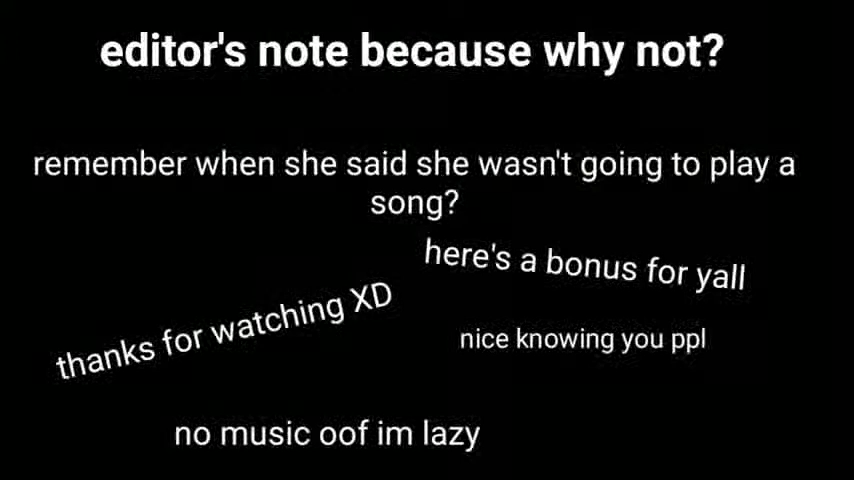 editor's note because why not?
remember when she said she wasn't going to play a
song?
here's a bonus for yall
thanks for watching XD
nice knowing you ppl
no music oof im lazy